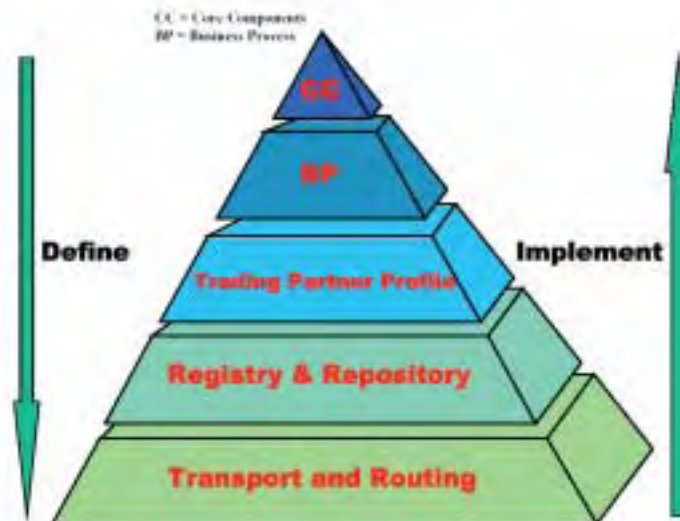 CC = Core Components
BP = Business Process
CC
BP
Define
Implement
Trading Partner Profile
Registry & Repository
Transport and Routing